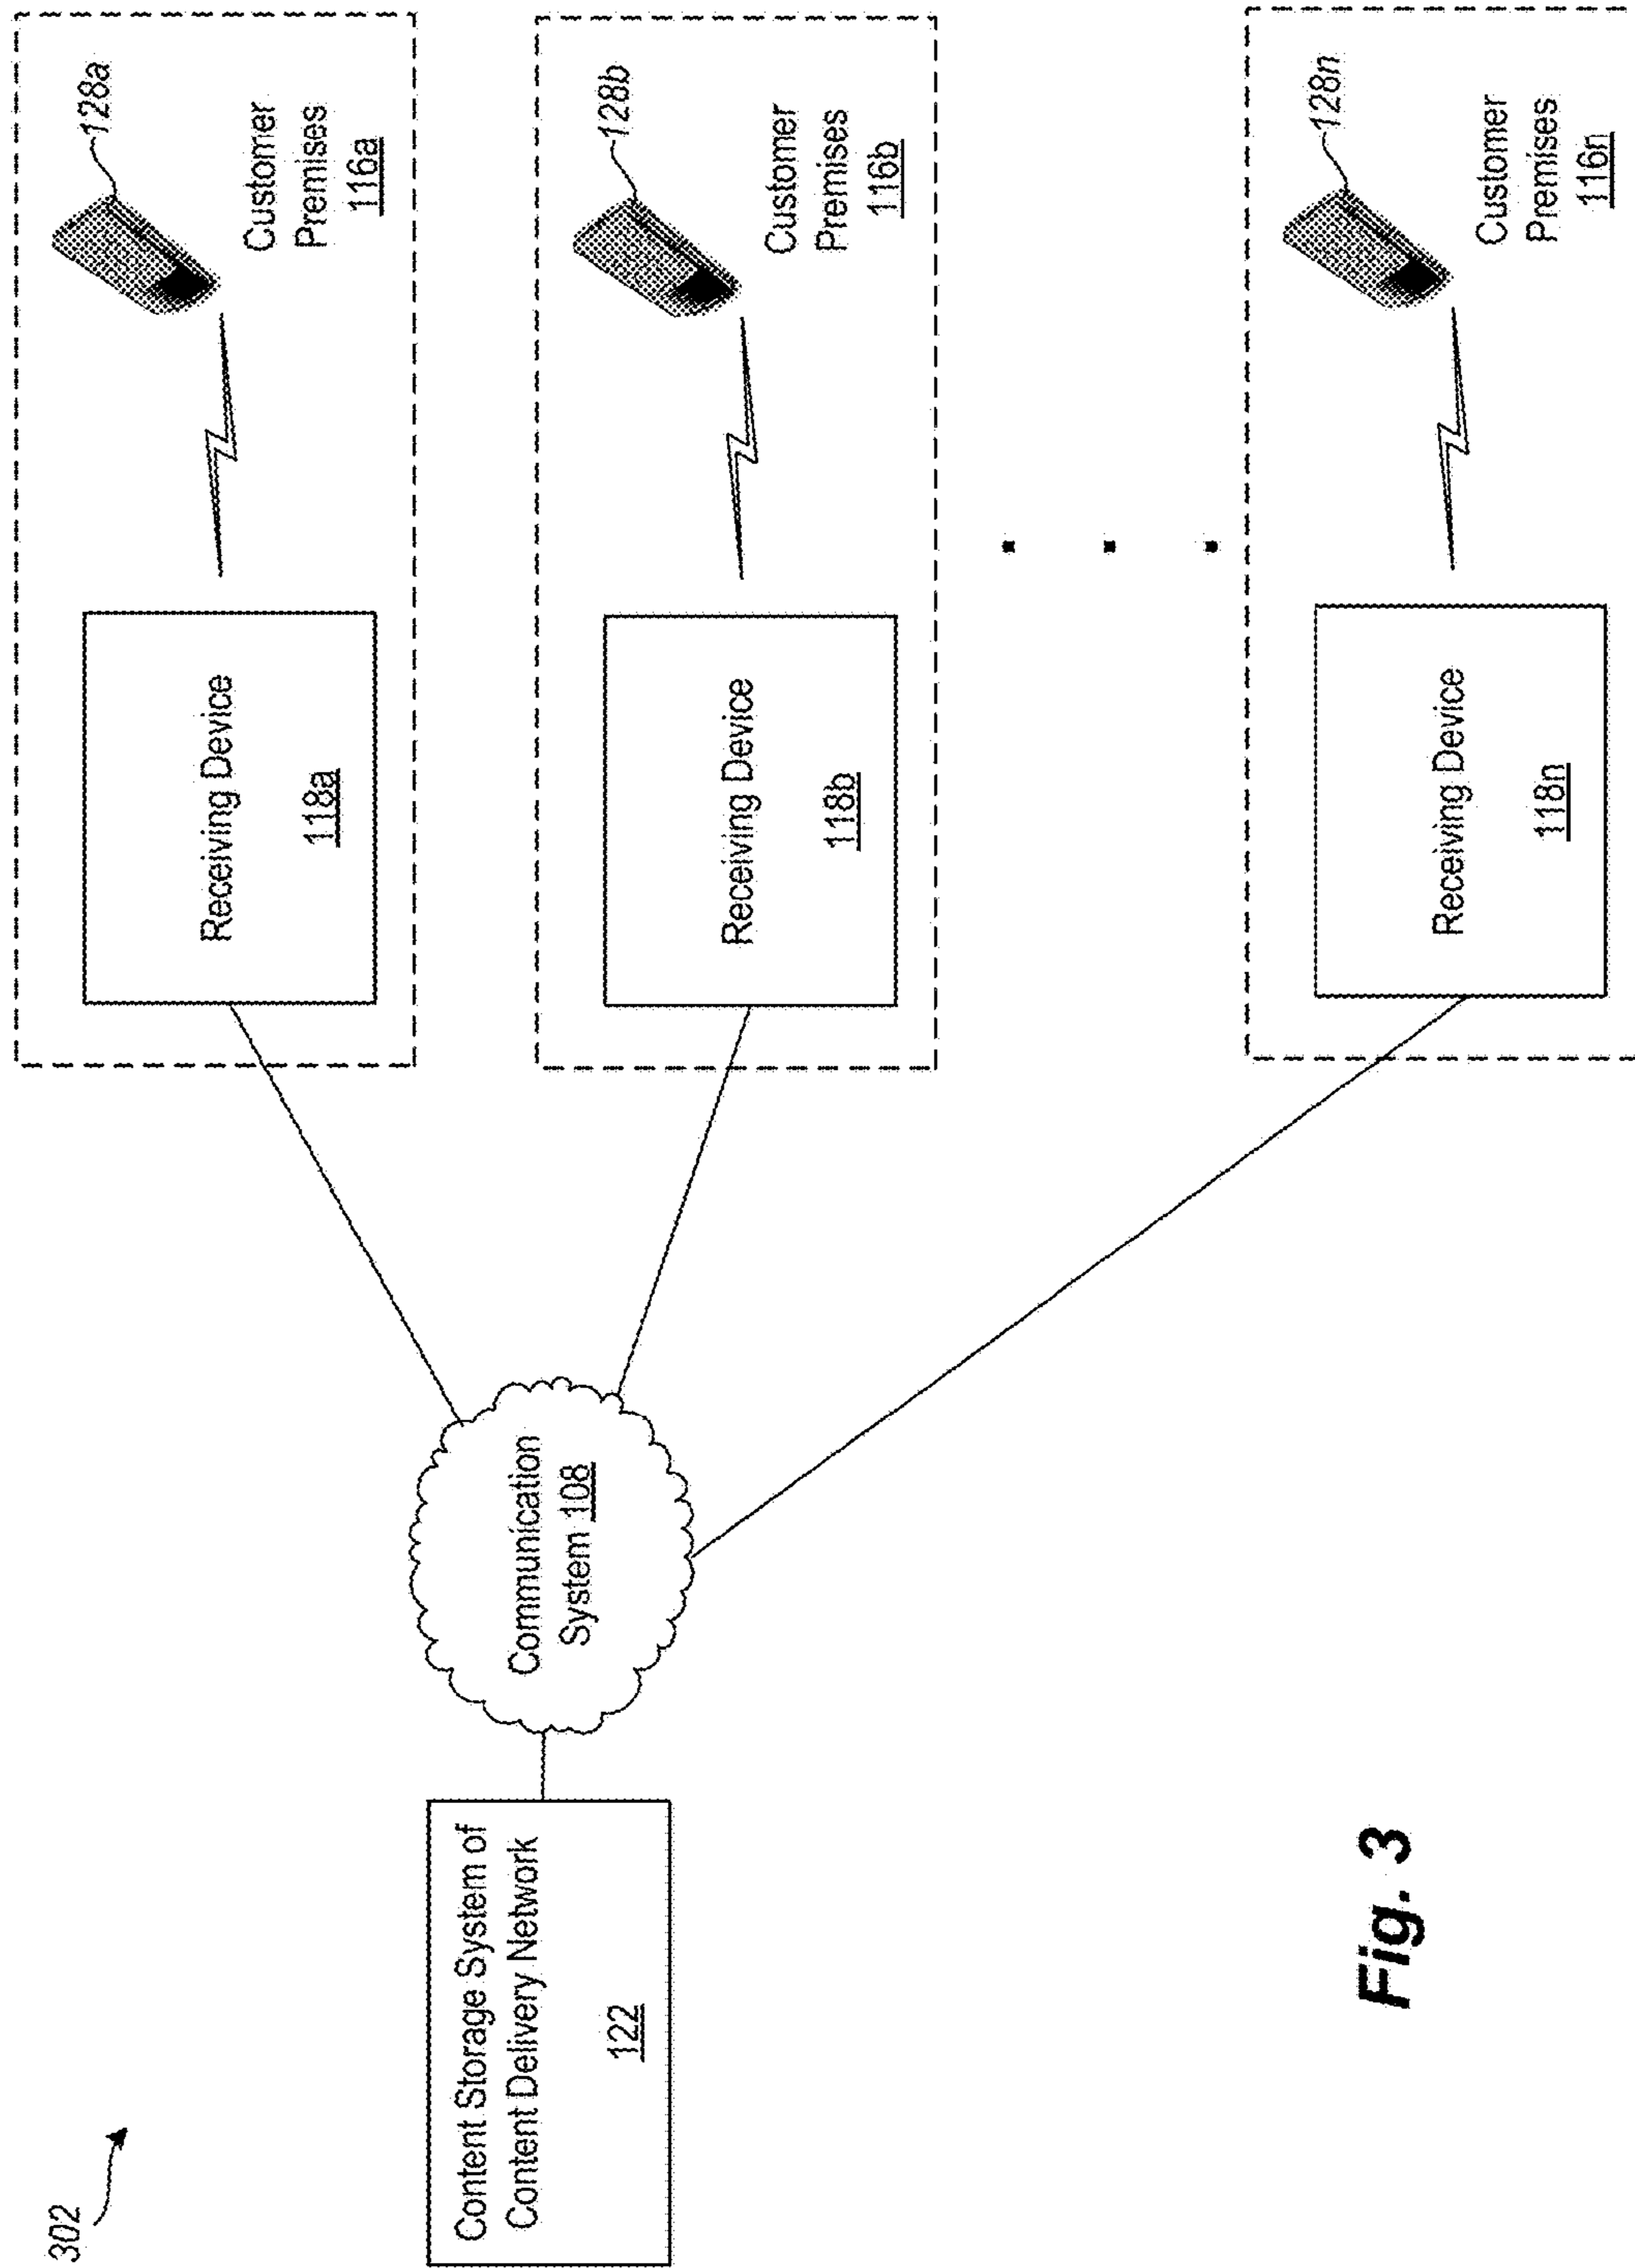 302
Content Storage System of
Content Delivery Network
122
Communication
System 108
Receiving Device
118a
128a
Customer
Premises
116a
Receiving Device
118b
128b
Customer
Premises
116b
Receiving Device
118n
128n
Customer
Premises
116n
Fig. 3